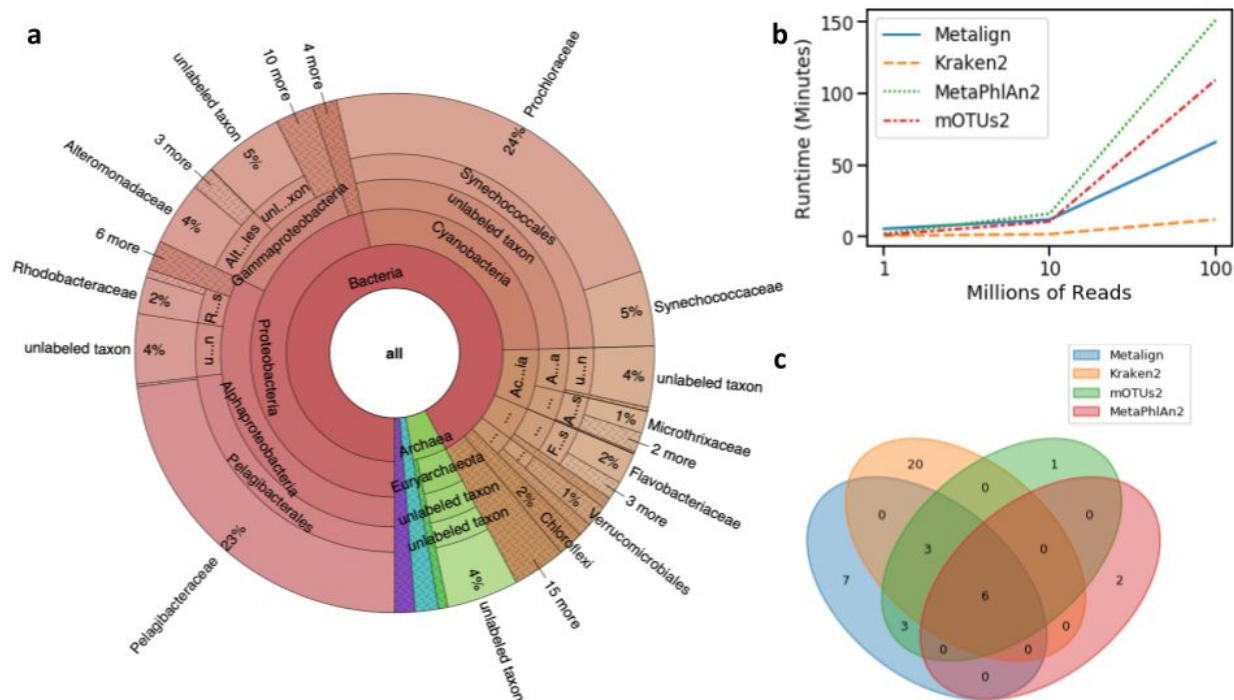 a
all
Bacteria
Proteobacteria
Gammaproteobacteria
Alphaproteobacteria
Pelagibacterales
Cyanobacteria
unlabeled taxon
Synechococcales
24%
Prochloraceae
5%
Synechococcaceae
4%
unlabeled taxon
1%
Microthrixaceae
2 more
2%
Flavobacteriaceae
3 more
1%
Verrucomicrobiales
2%
Chloroflexi
15 more
Ac...ia
A...a
u...n
A...s
F...s
...
...
...
...
...
Archaea
Euryarchaeota
unlabeled taxon
unlabeled taxon
4%
unlabeled taxon
23%
Pelagibacteraceae
4%
unlabeled taxon
u...n
2%
Rhodobacteraceae
R...s
6 more
4%
Alteromonadaceae
Alt...les
3 more
5%
unlabeled taxon
unl...xon
10 more
4 more
b
Runtime (Minutes)
150
100
50
0
1
10
100
Millions of Reads
Metalign
Kraken2
MetaPhlAn2
mOTUs2
c
Metalign
Kraken2
mOTUs2
MetaPhlAn2
20
1
0
0
0
7
3
0
2
6
3
0
0
0
0